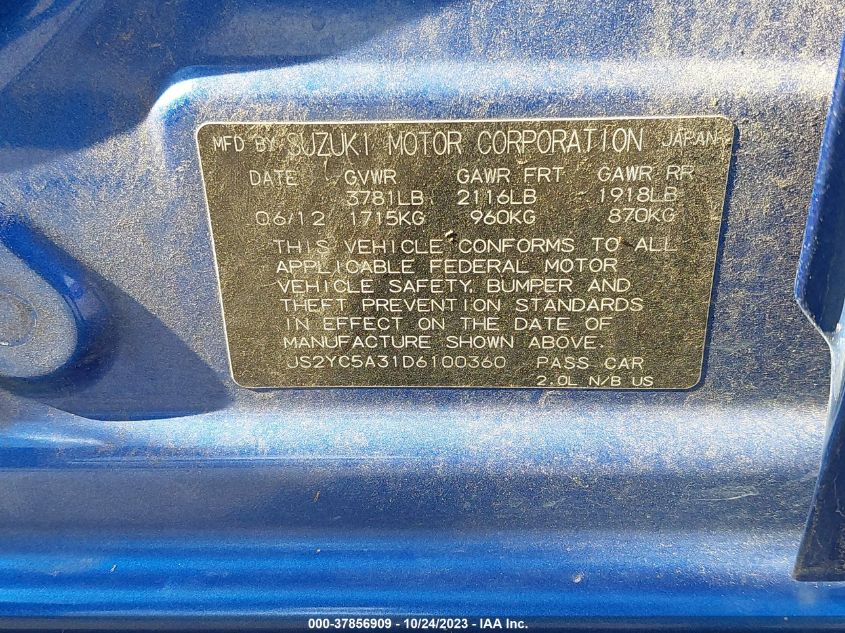 MFD BY SUZUKI MOTOR CORPORATION JAPAN
DATE GVWR GAWR FRT GAWR RR
3781LB 2116LB 1918LB
06/12 1715KG 960KG 870KG
THIS VEHICLE CONFORMS TO ALL
APPLICABLE FEDERAL MOTOR
VEHICLE SAFETY, BUMPER AND
THEFT PREVENTION STANDARDS
IN EFFECT ON THE DATE OF
MANUFACTURE SHOWN ABOVE.
JS2YC5A31D6100360 PASS CAR
2.0L N/B US
000-37856909 - 10/24/2023 - IAA Inc.